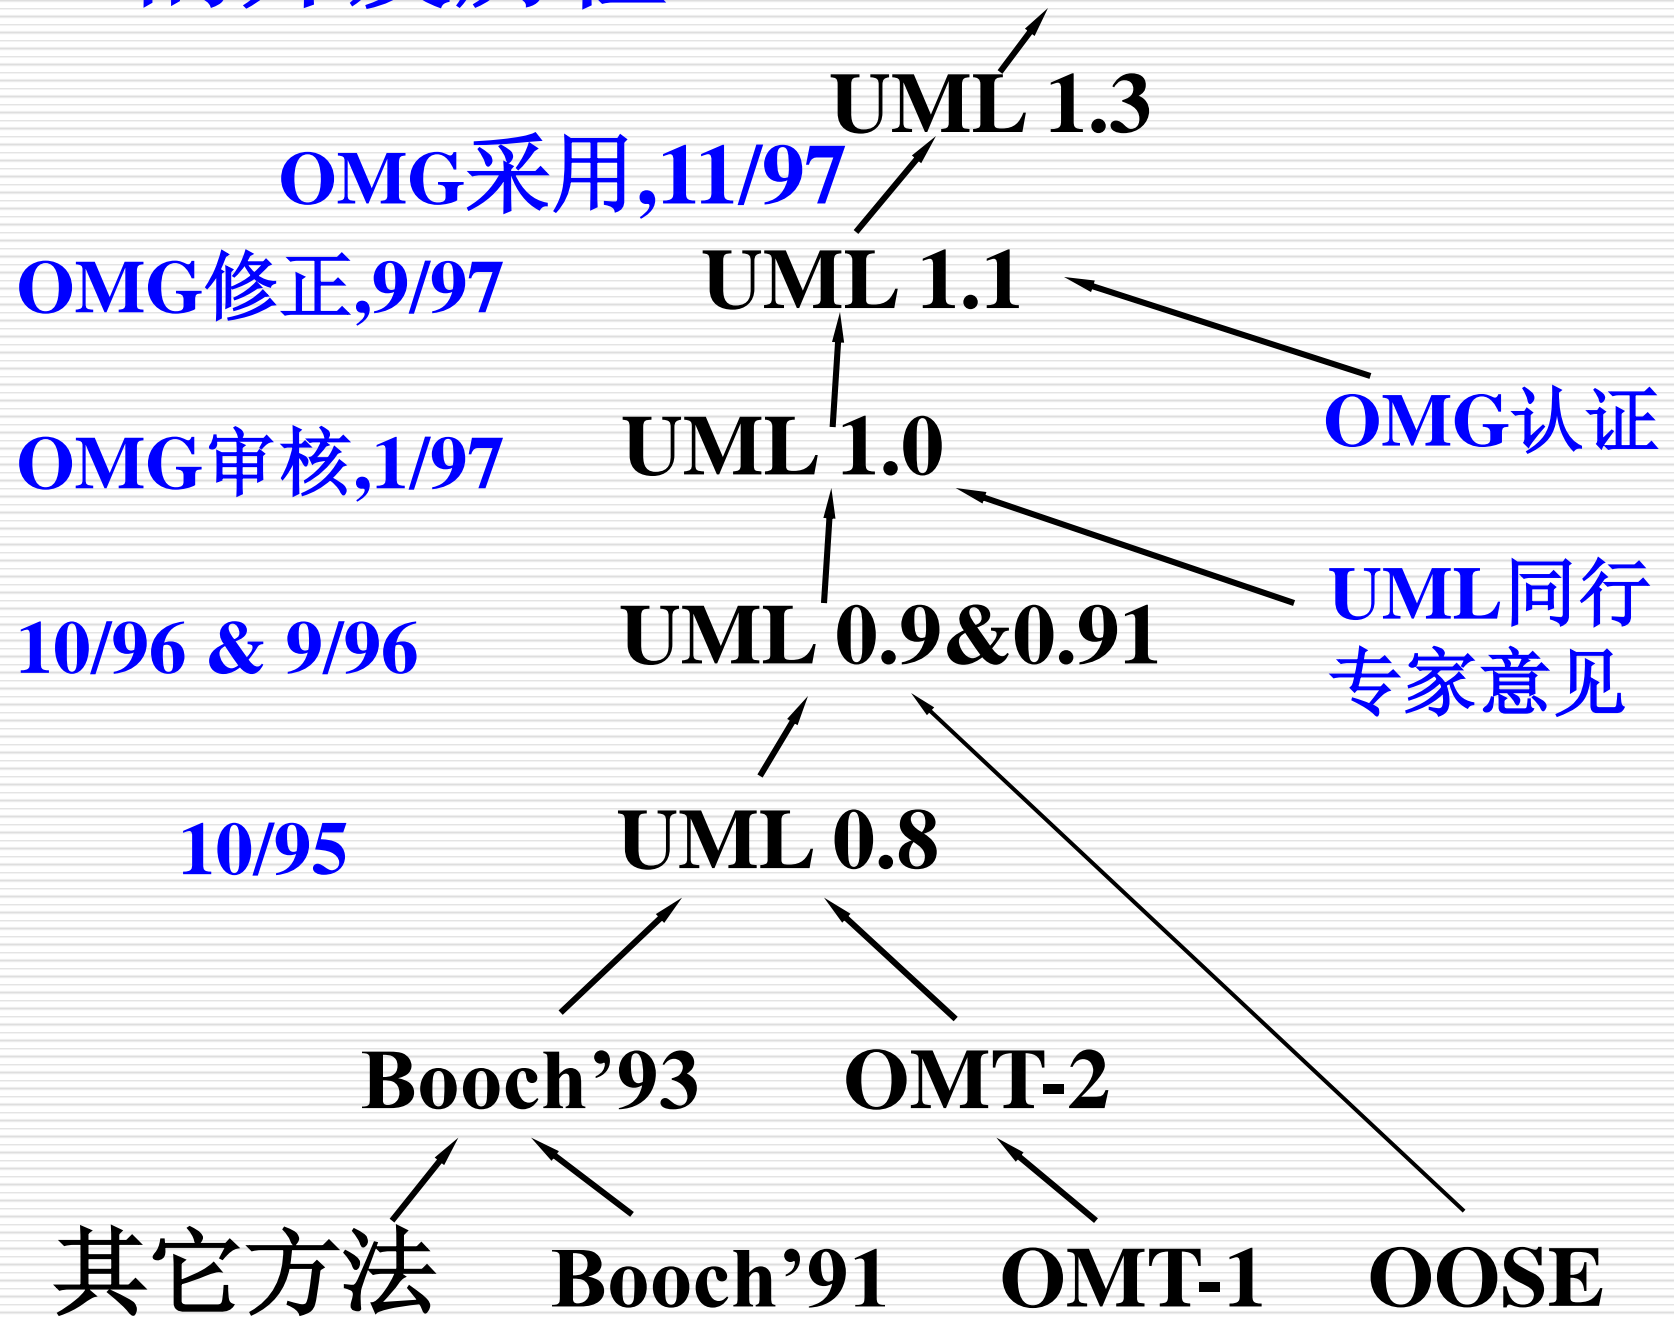 UML 1.3
OMG采用,11/97
OMG修正,9/97
UML 1.1
OMG认证
OMG审核,1/97
UML 1.0
UML同行
专家意见
10/96 & 9/96
UML 0.9&0.91
10/95
UML 0.8
Booch’93
OMT-2
其它方法
Booch’91
OMT-1
OOSE